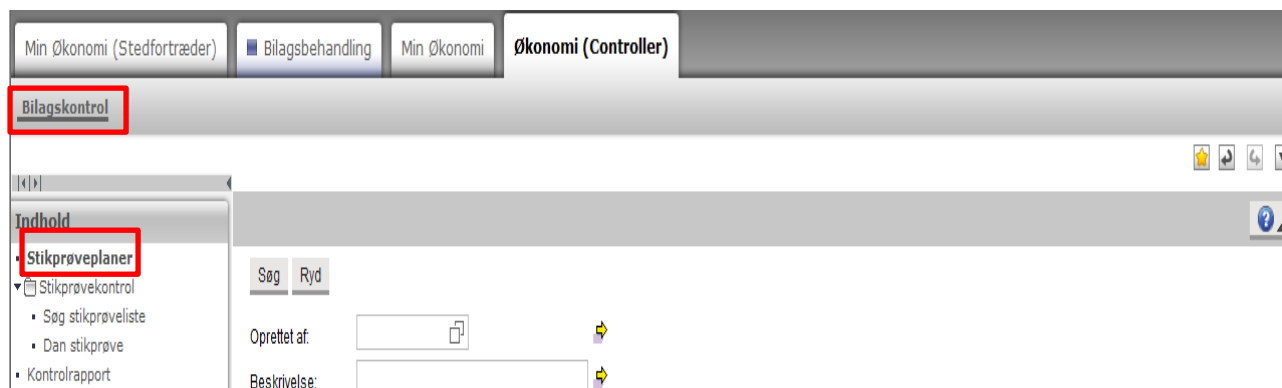 Min Økonomi (Stedfortræder) Bilagsbehandling Min Økonomi Økonomi (Controller)
Bilagskontrol
Indhold
Stikprøveplaner
Søg Ryd
Stikprøvekontrol
Søg stikprøveliste
Oprettet af:
Dan stikprøve
Kontrolrapport
Beskrivelse: